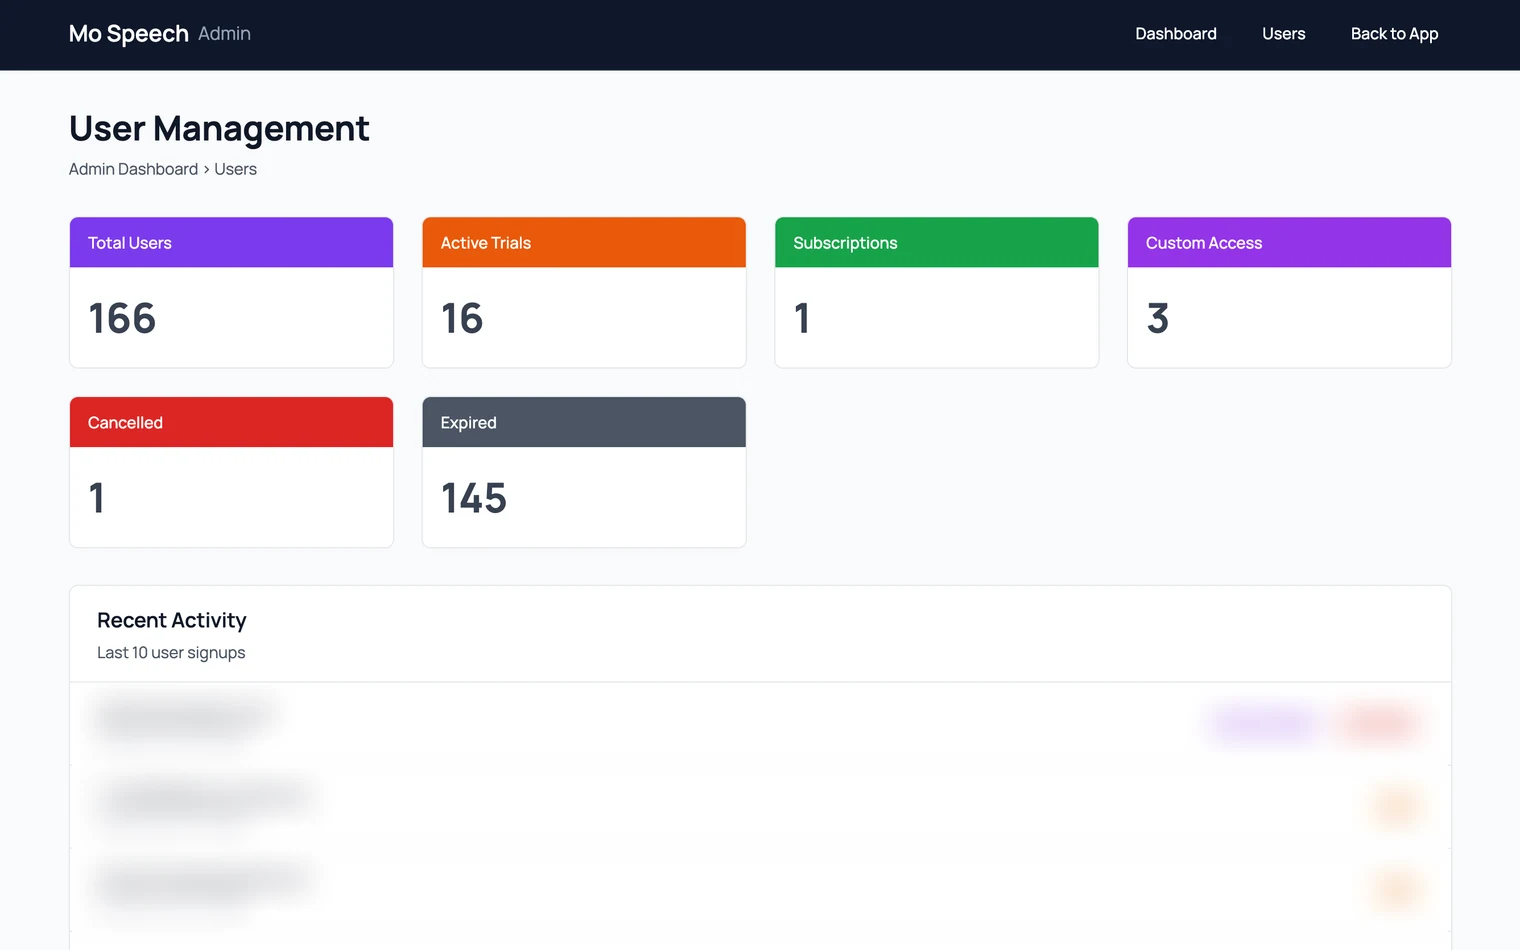 Mo Speech Admin
Dashboard Users Back to App
User Management
Admin Dashboard > Users
Total Users
166
Active Trials
16
Subscriptions
1
Custom Access
3
Cancelled
1
Expired
145
Recent Activity
Last 10 user signups